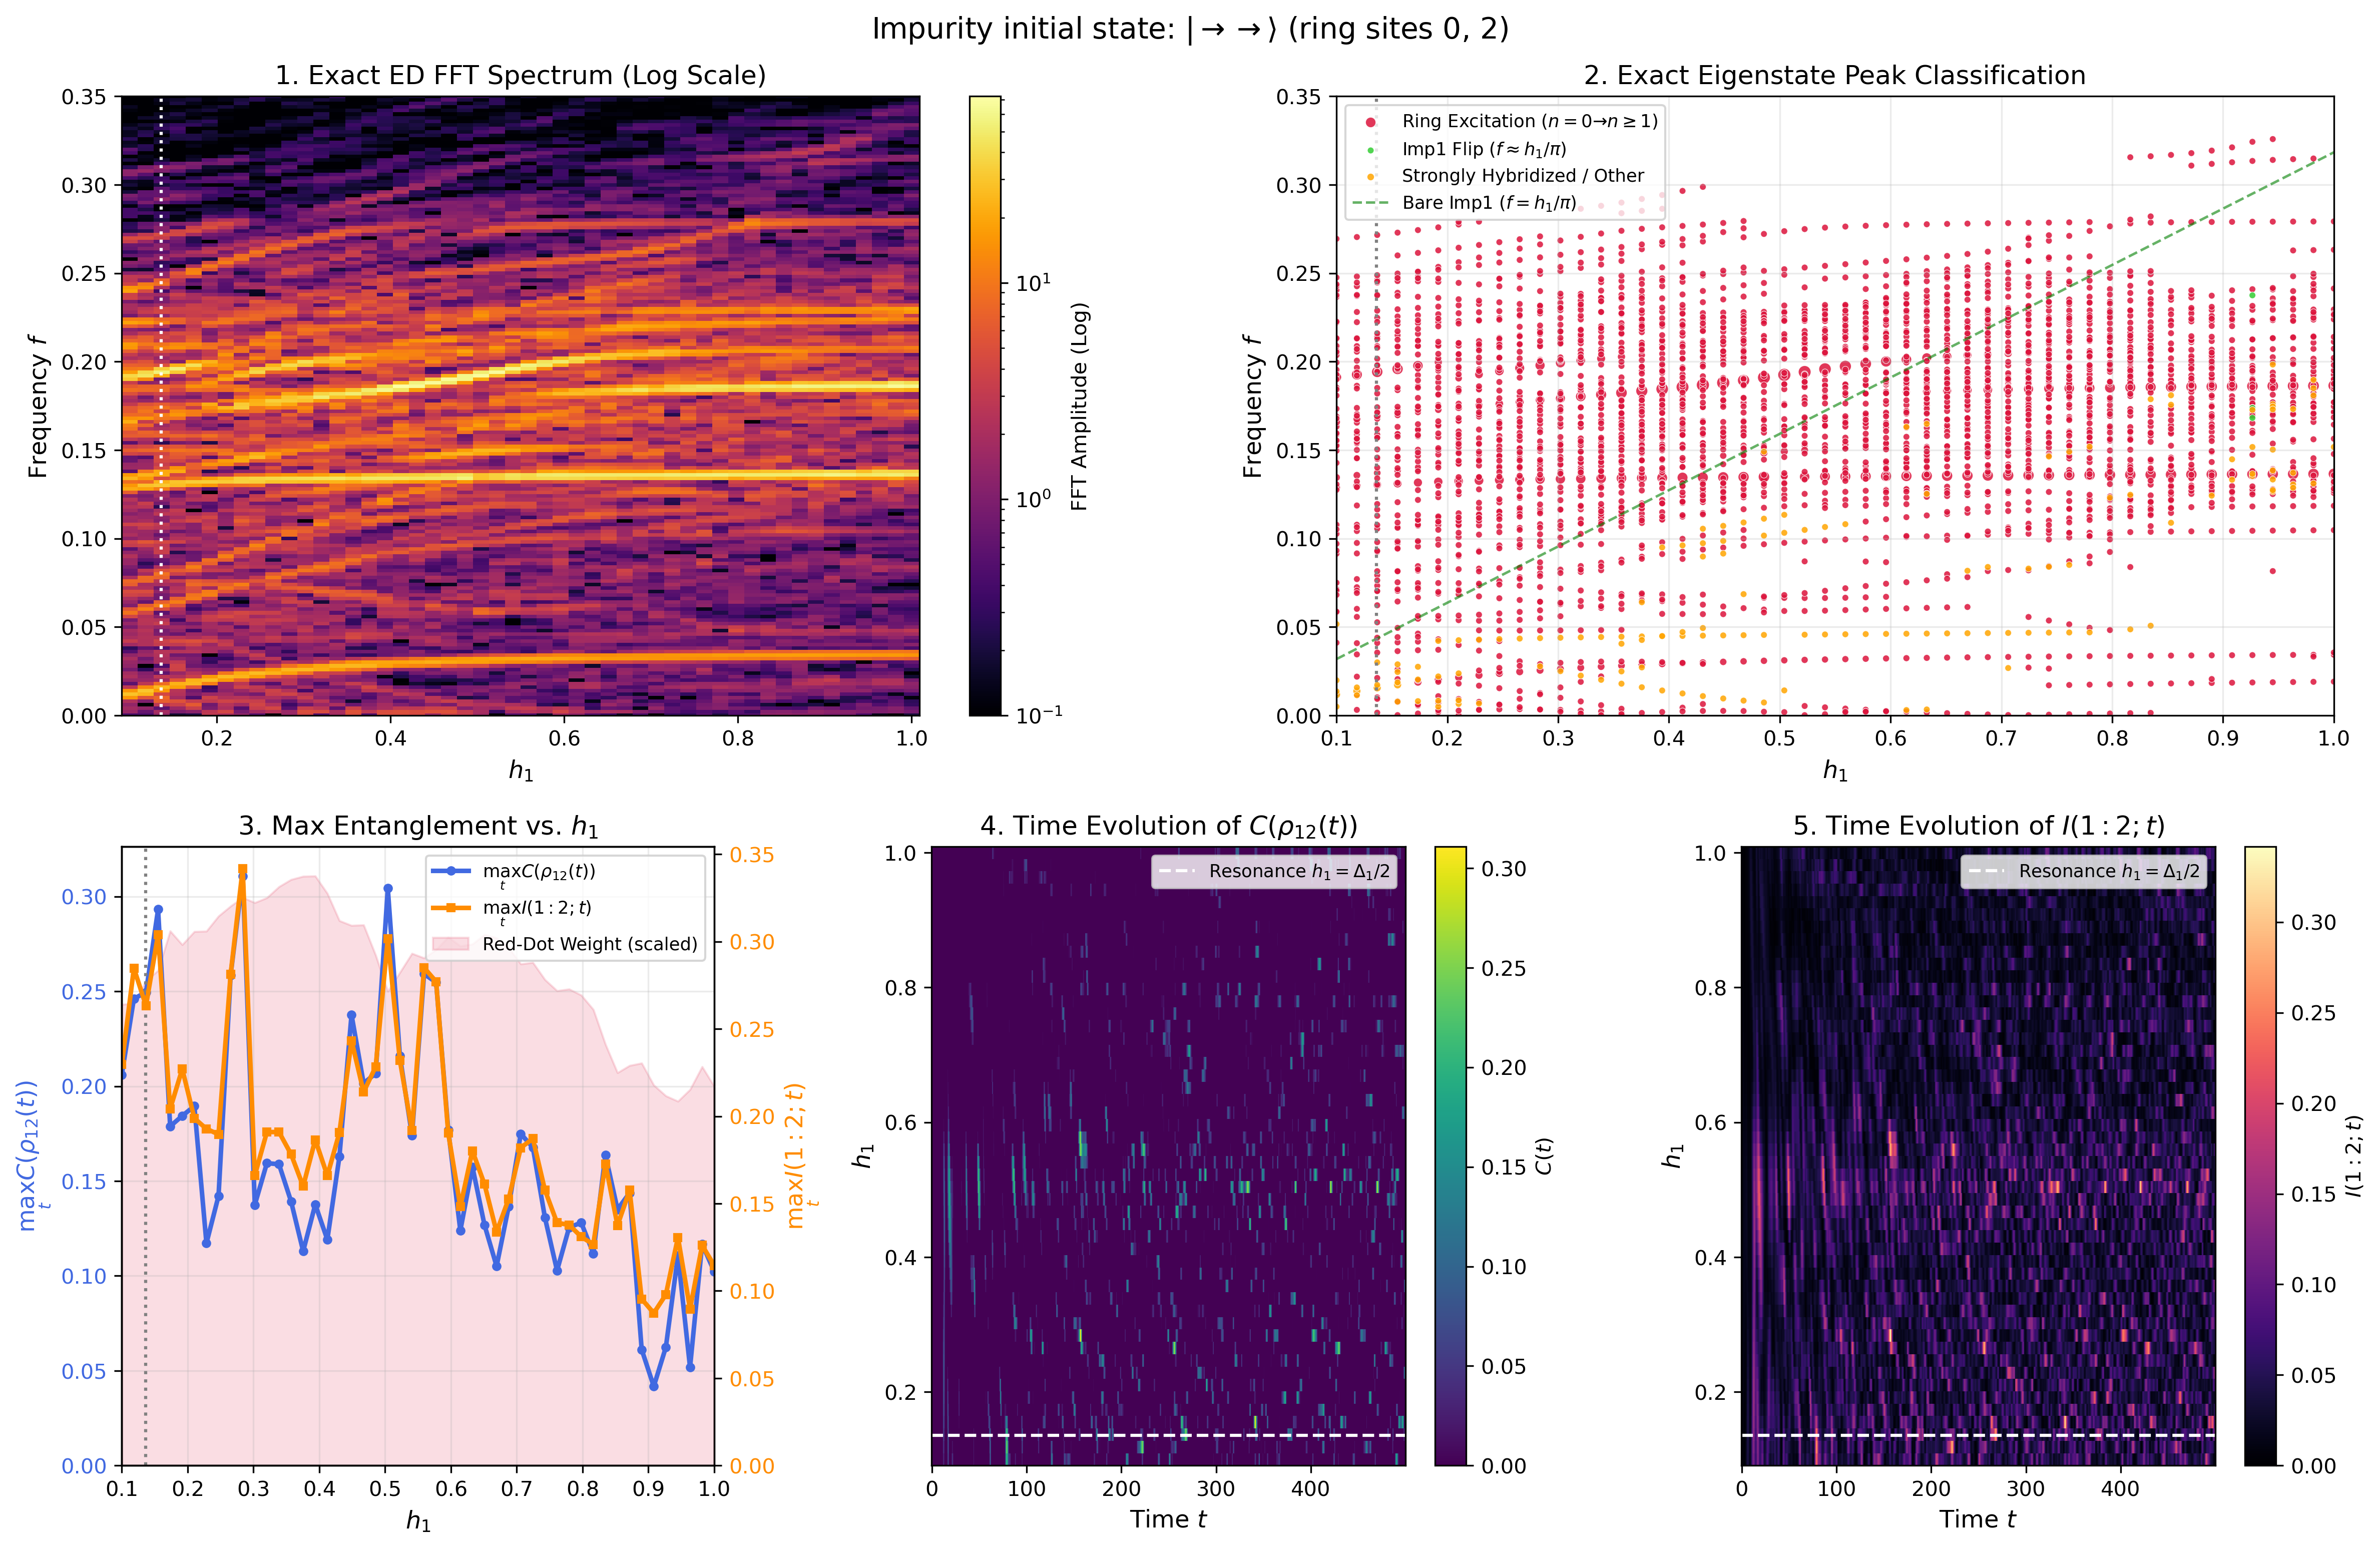 Impurity initial state: |→→⟩ (ring sites 0, 2)
1. Exact ED FFT Spectrum (Log Scale)
0.35
0.30
0.25
0.20
0.15
0.10
0.05
0.00
Frequency f
0.2
0.4
0.6
0.8
1.0
h₁
10¹
10⁰
10⁻¹
FFT Amplitude (Log)
2. Exact Eigenstate Peak Classification
Ring Excitation (n = 0→n ≥ 1)
Imp1 Flip (f ≈ h₁/π)
Strongly Hybridized / Other
Bare Imp1 (f = h₁/π)
0.35
0.30
0.25
0.20
0.15
0.10
0.05
0.00
Frequency f
0.1
0.2
0.3
0.4
0.5
0.6
0.7
0.8
0.9
1.0
h₁
3. Max Entanglement vs. h₁
max C(ρ₁₂(t))
t
max I(1 : 2; t)
t
Red-Dot Weight (scaled)
0.30
0.25
0.20
0.15
0.10
0.05
0.00
max C(ρ₁₂(t))
t
0.1
0.2
0.3
0.4
0.5
0.6
0.7
0.8
0.9
1.0
h₁
0.35
0.30
0.25
0.20
0.15
0.10
0.05
0.00
max I(1 : 2; t)
t
4. Time Evolution of C(ρ₁₂(t))
Resonance h₁ = Δ₁/2
1.0
0.8
0.6
0.4
0.2
h₁
0
100
200
300
400
Time t
0.30
0.25
0.20
0.15
0.10
0.05
0.00
C(t)
5. Time Evolution of I(1 : 2; t)
Resonance h₁ = Δ₁/2
1.0
0.8
0.6
0.4
0.2
h₁
0
100
200
300
400
Time t
0.30
0.25
0.20
0.15
0.10
0.05
0.00
I(1 : 2; t)